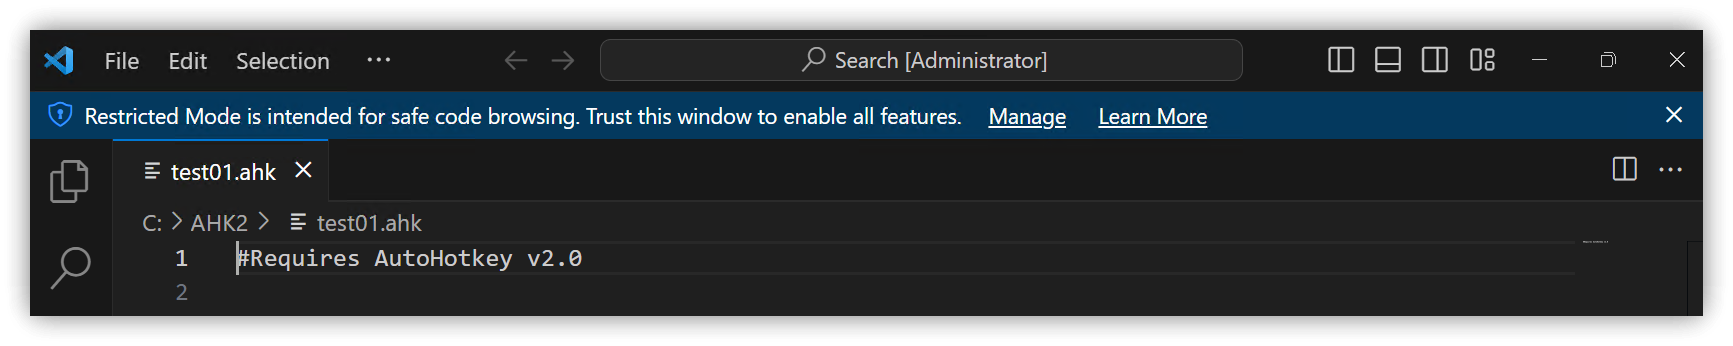 File Edit Selection ··· Search [Administrator]
Restricted Mode is intended for safe code browsing. Trust this window to enable all features. Manage Learn More
test01.ahk
C: > AHK2 > test01.ahk
1 #Requires AutoHotkey v2.0
2